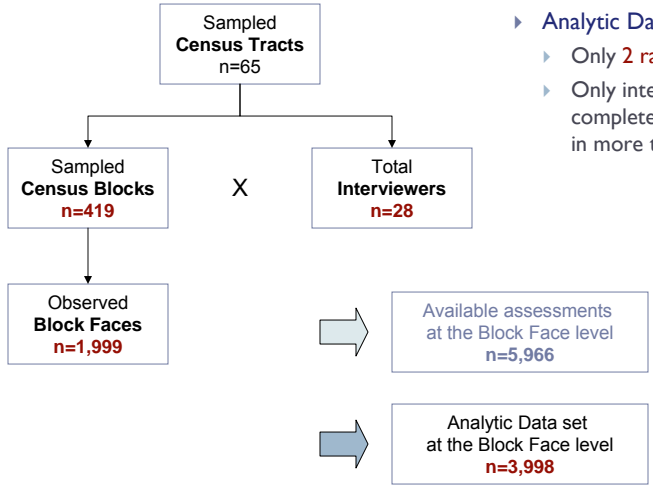 Sampled
Census Tracts
n=65
Sampled
Census Blocks
n=419
X
Total
Interviewers
n=28
Observed
Block Faces
n=1,999
Available assessments
at the Block Face level
n=5,966
Analytic Data set
at the Block Face level
n=3,998
Analytic Da
Only 2 ra
Only inte
complete
in more t